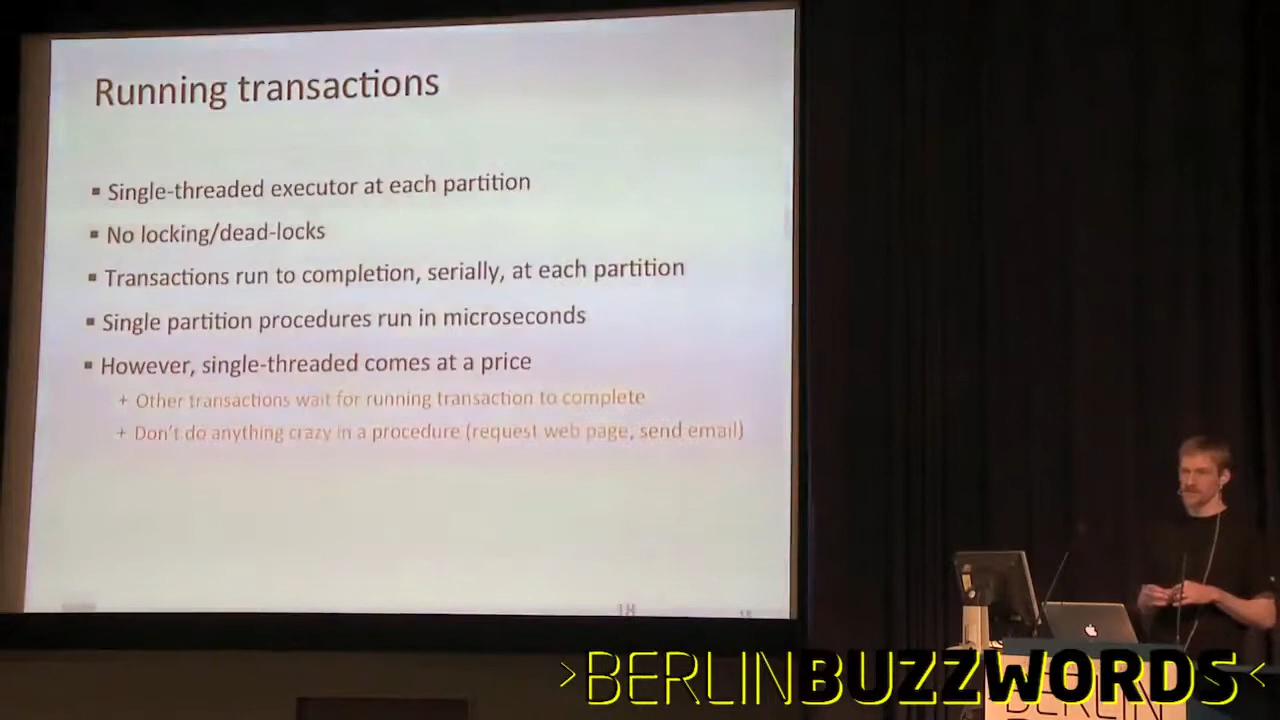 Running transactions
▪ Single-threaded executor at each partition
▪ No locking/dead-locks
▪ Transactions run to completion, serially, at each partition
▪ Single partition procedures run in microseconds
▪ However, single-threaded comes at a price
+ Other transactions wait for running transaction to complete
+ Don't do anything crazy in a procedure (request web page, send email)
18
>BERLINBUZZWORDS<
BERLIN